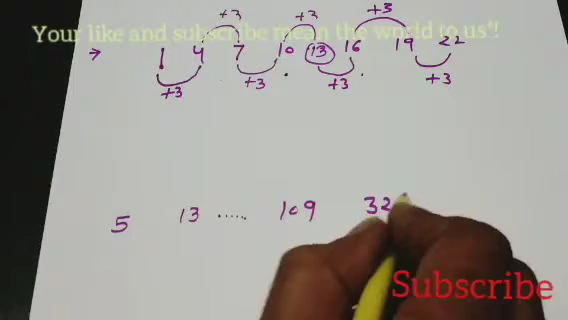 +3 +3 +3
Your like and subscribe mean the world to us"!
→ 1 4 7 10 13 16 19 22
+3 +3 +3 +3
5 13 ...... 109 32
Subscribe